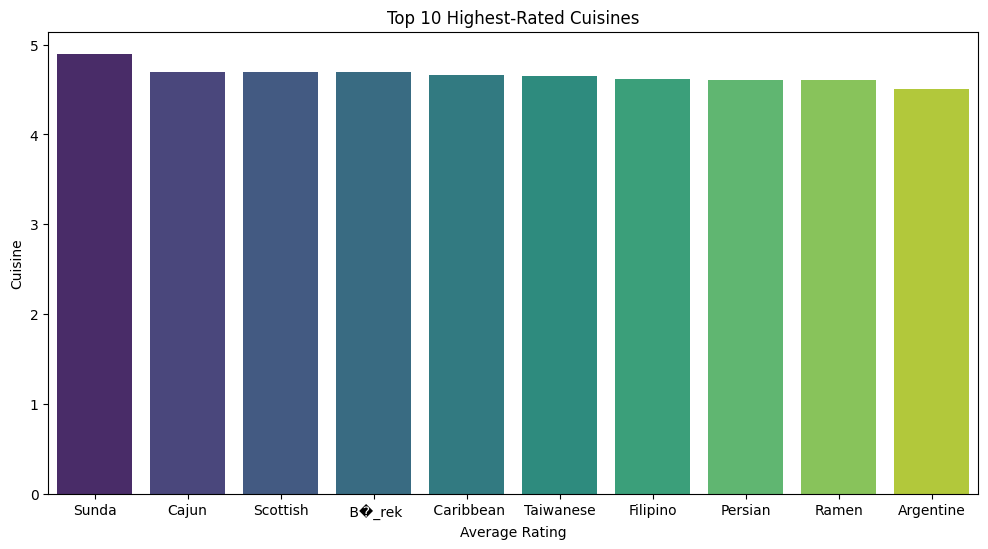 Top 10 Highest-Rated Cuisines
Cuisine
5
4
3
2
1
0
Sunda Cajun Scottish B�_rek Caribbean Taiwanese Filipino Persian Ramen Argentine
Average Rating